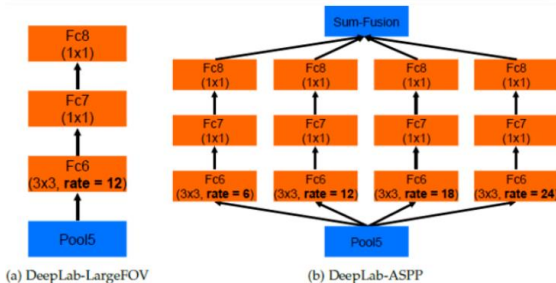 Fc8
(1x1)
Fc7
(1x1)
Fc6
(3x3, rate = 12)
Pool5
(a) DeepLab-LargeFOV
Sum-Fusion
Fc8 Fc8 Fc8 Fc8
(1x1) (1x1) (1x1) (1x1)
Fc7 Fc7 Fc7 Fc7
(1x1) (1x1) (1x1) (1x1)
Fc6 Fc6 Fc6 Fc6
(3x3, rate = 6) (3x3, rate = 12) (3x3, rate = 18) (3x3, rate = 24)
Pool5
(b) DeepLab-ASPP